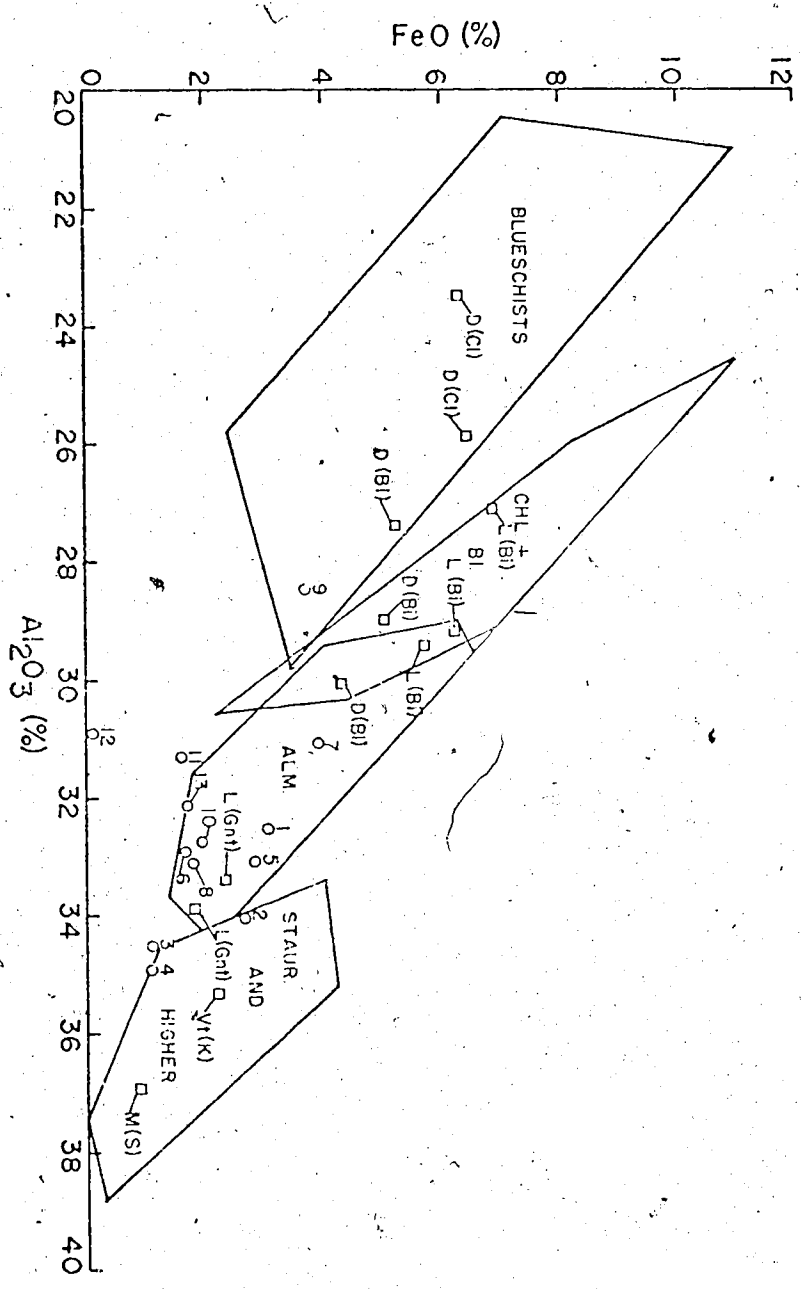 FeO (%)
0
2
4
6
8
10
12
20
22
24
26
28
30
32
34
36
38
40
Al2O3 (%)
BLUESCHISTS
D(Cl)
D(Cl)
D(BI)
CHL +
BI.
L(Bi)
L(Bi)
D(Bi)
L(Bi)
D(BI)
9
7
ALM.
12
11
13
10
L(Gnt)
1
5
6
8
L(Gnt)
2
3
4
STAUR.
AND
HIGHER
Vt(K)
M(S)